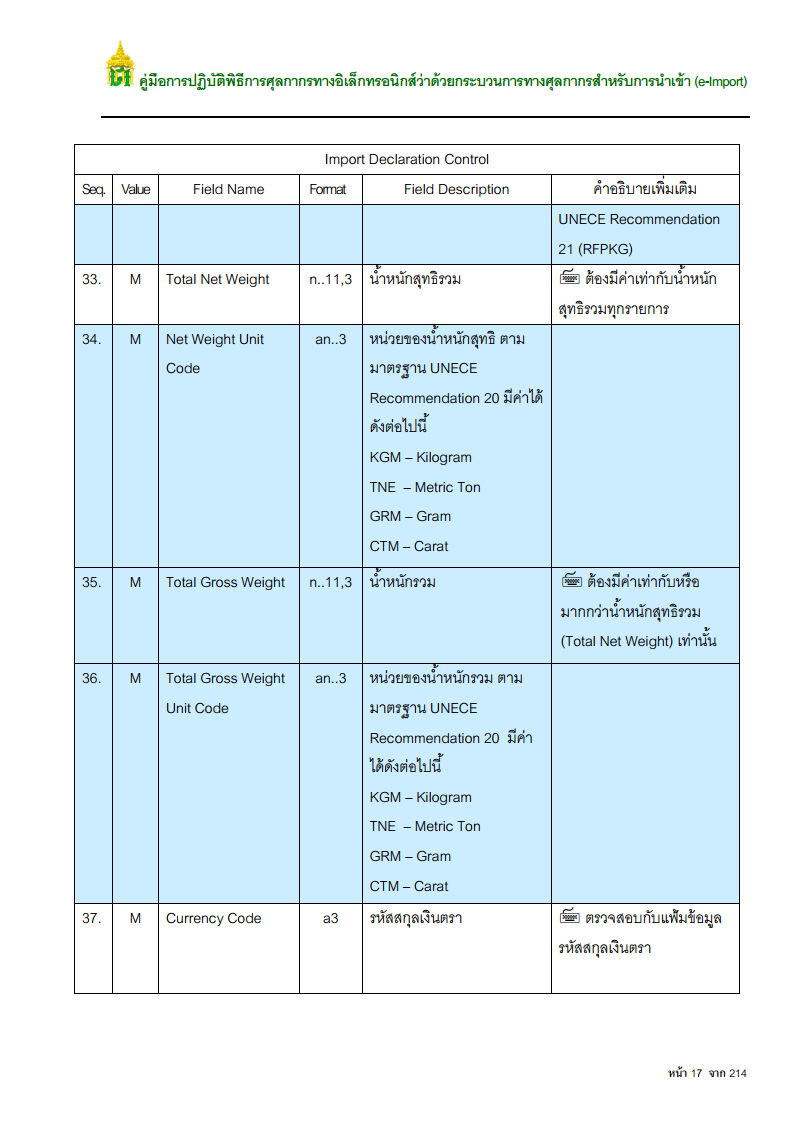 คู่มือการปฏิบัติพิธีการศุลกากรทางอิเล็กทรอนิกส์ว่าด้วยกระบวนการทางศุลกากรสำหรับการนำเข้า (e-Import)
Import Declaration Control
Seq. Value Field Name Format Field Description คำอธิบายเพิ่มเติม
UNECE Recommendation
21 (RFPKG)
33. M Total Net Weight n..11,3 น้ำหนักสุทธิรวม ต้องมีค่าเท่ากับน้ำหนัก
สุทธิรวมทุกรายการ
34. M Net Weight Unit an..3 หน่วยของน้ำหนักสุทธิ ตาม
Code มาตรฐาน UNECE
Recommendation 20 มีค่าได้
ดังต่อไปนี้
KGM – Kilogram
TNE – Metric Ton
GRM – Gram
CTM – Carat
35. M Total Gross Weight n..11,3 น้ำหนักรวม ต้องมีค่าเท่ากับหรือ
มากกว่าน้ำหนักสุทธิรวม
(Total Net Weight) เท่านั้น
36. M Total Gross Weight an..3 หน่วยของน้ำหนักรวม ตาม
Unit Code มาตรฐาน UNECE
Recommendation 20 มีค่า
ได้ดังต่อไปนี้
KGM – Kilogram
TNE – Metric Ton
GRM – Gram
CTM – Carat
37. M Currency Code a3 รหัสสกุลเงินตรา ตรวจสอบกับแฟ้มข้อมูล
รหัสสกุลเงินตรา
หน้า 17 จาก 214